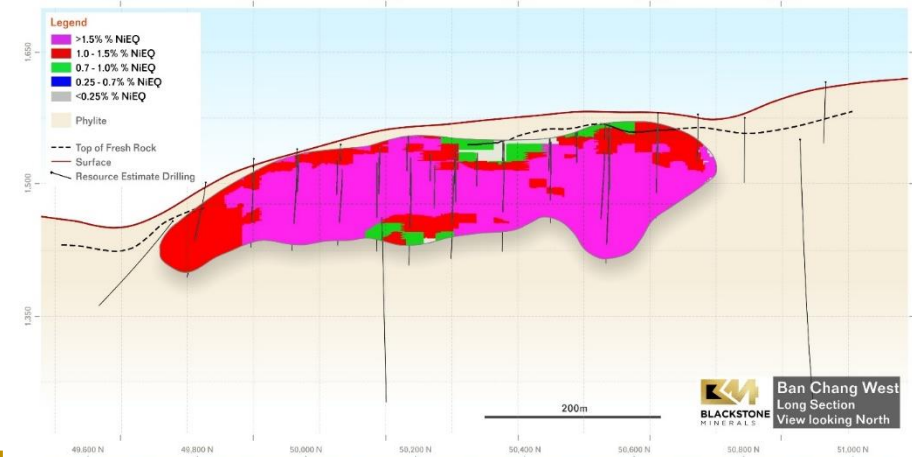 Legend
>1.5% % NiEQ
1.0 - 1.5% % NiEQ
0.7 - 1.0% % NiEQ
0.25 - 0.7% % NiEQ
<0.25% % NiEQ
Phylite
Top of Fresh Rock
Surface
Resource Estimate Drilling
1,650
1,500
1,350
200m
BLACKSTONE
MINERALS
Ban Chang West
Long Section
View looking North
49,600 N
49,800 N
50,000 N
50,200 N
50,400 N
50,600 N
50,800 N
51,000 N